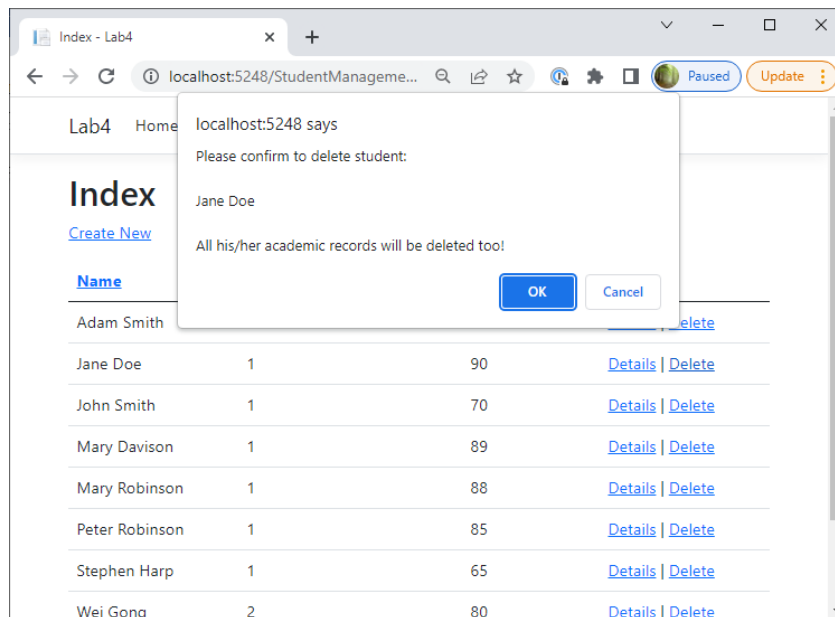 Index - Lab4
localhost:5248/StudentManageme...
Paused
Update
Lab4 Home
localhost:5248 says
Please confirm to delete student:
Jane Doe
All his/her academic records will be deleted too!
OK Cancel
Index
Create New
Name
Adam Smith Details | Delete
Jane Doe 1 90 Details | Delete
John Smith 1 70 Details | Delete
Mary Davison 1 89 Details | Delete
Mary Robinson 1 88 Details | Delete
Peter Robinson 1 85 Details | Delete
Stephen Harp 1 65 Details | Delete
Wei Gong 2 80 Details | Delete